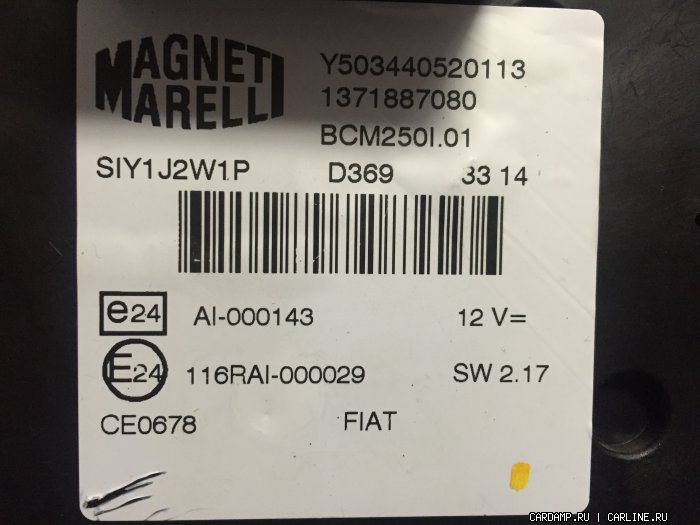 MAGNETI
MARELLI
Y503440520113
1371887080
BCM250I.01
SIY1J2W1P D369 33 14
e24 AI-000143 12 V=
E24 116RAI-000029 SW 2.17
CE0678 FIAT
CARDAMP.RU | CARLINE.RU